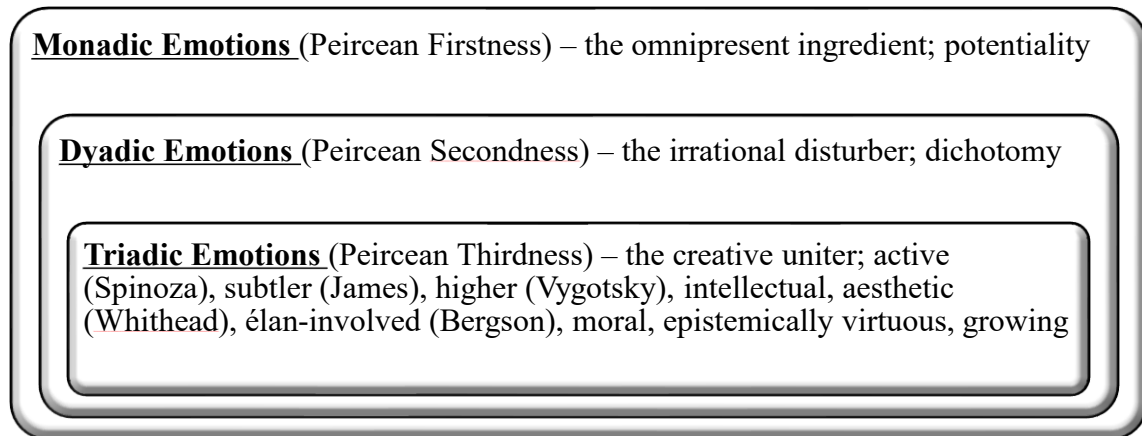 Monadic Emotions (Peircean Firstness) – the omnipresent ingredient; potentiality
Dyadic Emotions (Peircean Secondness) – the irrational disturber; dichotomy
Triadic Emotions (Peircean Thirdness) – the creative uniter; active
(Spinoza), subtler (James), higher (Vygotsky), intellectual, aesthetic
(Whithead), élan-involved (Bergson), moral, epistemically virtuous, growing